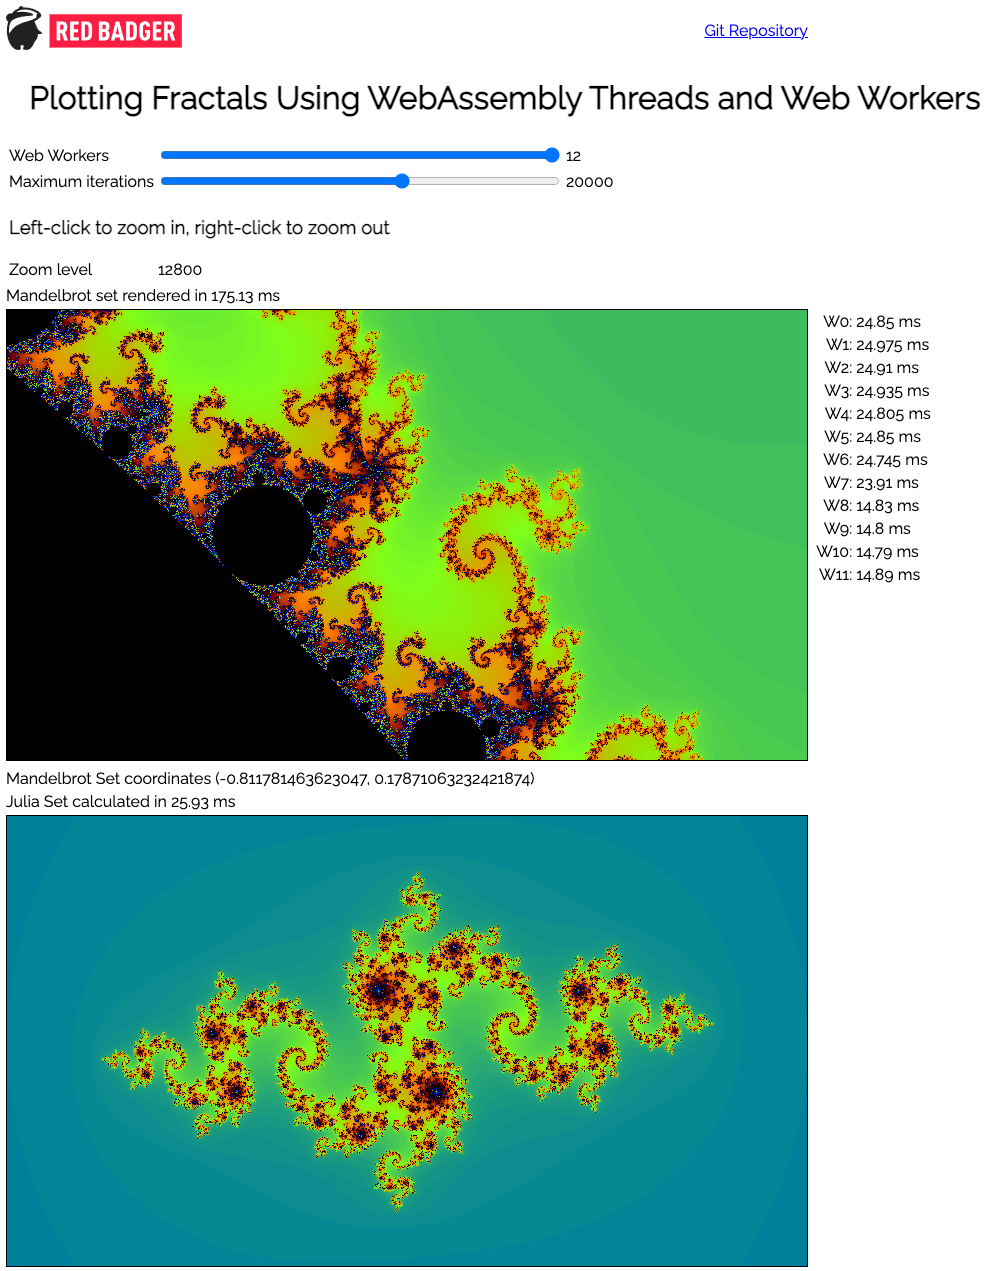 RED BADGER
Git Repository
Plotting Fractals Using WebAssembly Threads and Web Workers
Web Workers 12
Maximum iterations 20000
Left-click to zoom in, right-click to zoom out
Zoom level 12800
Mandelbrot set rendered in 175.13 ms
W0: 24.85 ms
W1: 24.975 ms
W2: 24.91 ms
W3: 24.935 ms
W4: 24.805 ms
W5: 24.85 ms
W6: 24.745 ms
W7: 23.91 ms
W8: 14.83 ms
W9: 14.8 ms
W10: 14.79 ms
W11: 14.89 ms
Mandelbrot Set coordinates (-0.811781463623047, 0.17871063232421874)
Julia Set calculated in 25.93 ms